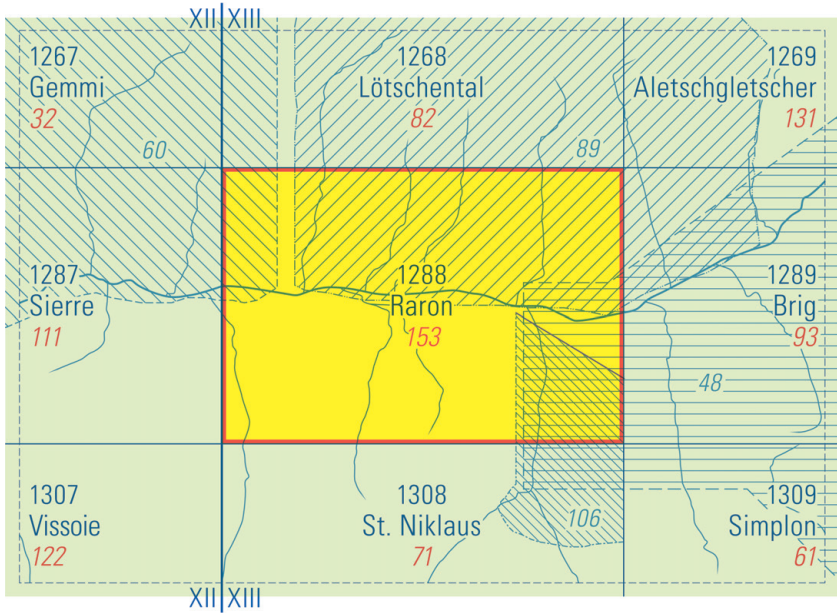 XII XIII
1267
Gemmi
32
1268
Lötschental
82
1269
Aletschgletscher
131
60
89
1287
Sierre
111
1288
Raron
153
1289
Brig
93
48
1307
Vissoie
122
1308
St. Niklaus
71
106
1309
Simplon
61
XII XIII